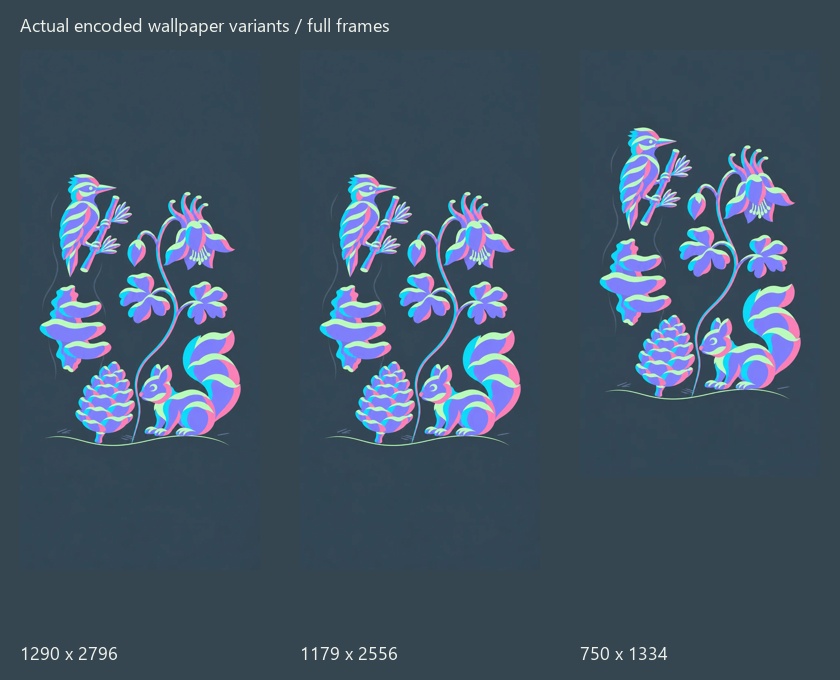 Actual encoded wallpaper variants / full frames
1290 x 2796
1179 x 2556
750 x 1334